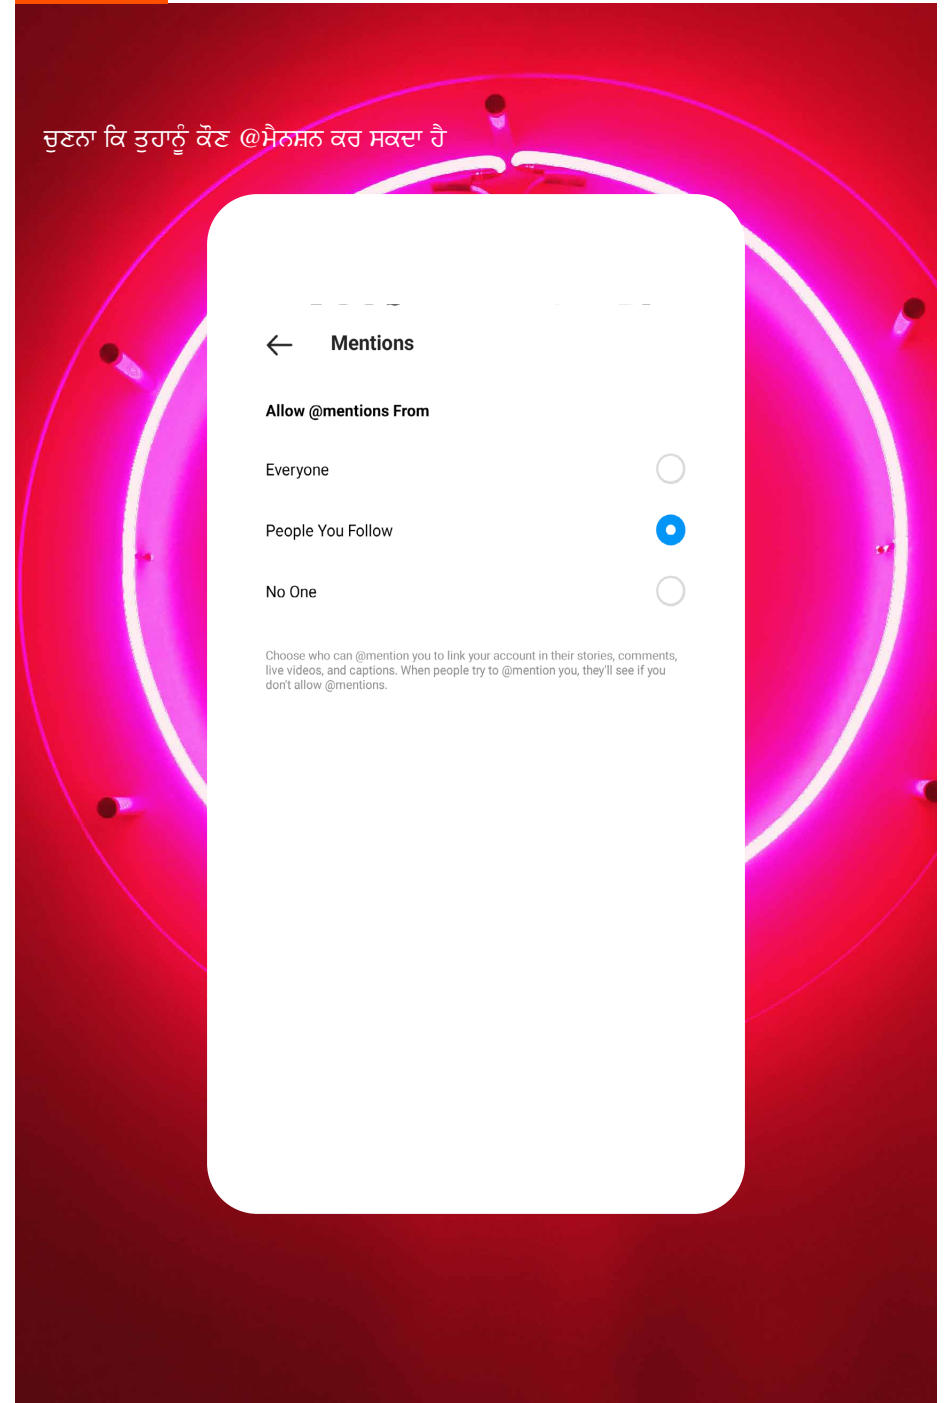 ਚੁਣਨਾ ਕਿ ਤੁਹਾਨੂੰ ਕੌਣ @ਮੈਨਸ਼ਨ ਕਰ ਸਕਦਾ ਹੈ
Mentions
Allow @mentions From
Everyone
People You Follow
No One
Choose who can @mention you to link your account in their stories, comments,
live videos, and captions. When people try to @mention you, they'll see if you
don't allow @mentions.